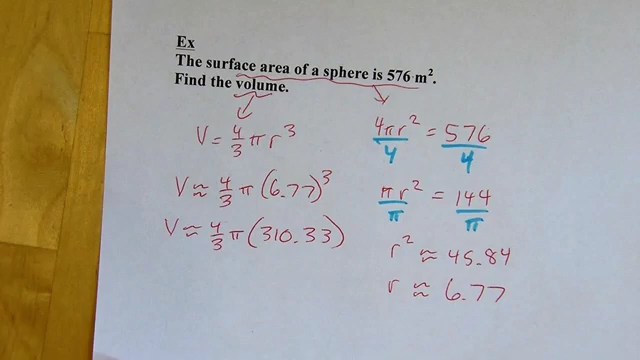 Ex
The surface area of a sphere is 576 m².
Find the volume.
V = 4/3 π r³
V ≈ 4/3 π (6.77)³
V ≈ 4/3 π (310.33)
4πr²/4 = 576/4
πr²/π = 144/π
r² ≈ 45.84
r ≈ 6.77